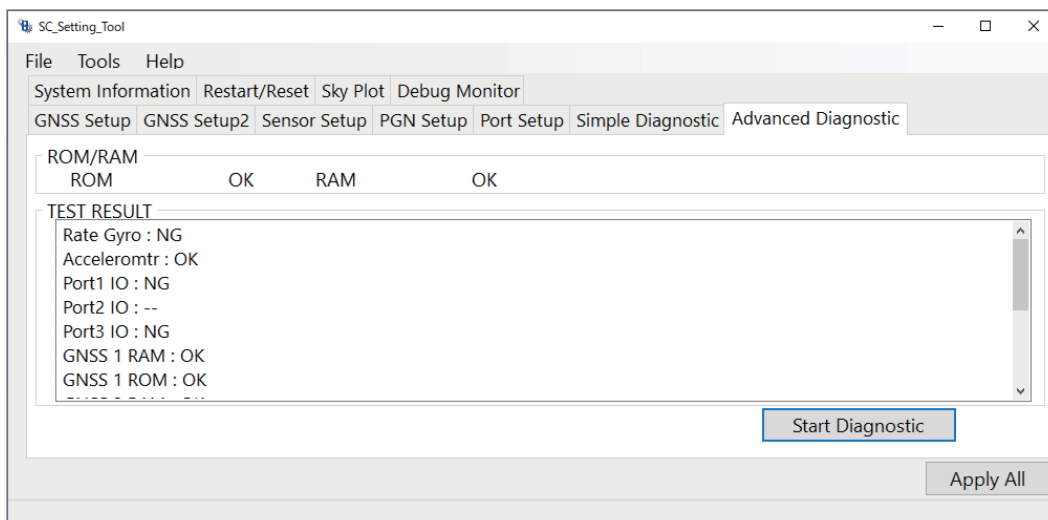 SC_Setting_Tool
File Tools Help
System Information Restart/Reset Sky Plot Debug Monitor
GNSS Setup GNSS Setup2 Sensor Setup PGN Setup Port Setup Simple Diagnostic Advanced Diagnostic
ROM/RAM
ROM OK RAM OK
TEST RESULT
Rate Gyro : NG
Acceleromtr : OK
Port1 IO : NG
Port2 IO : --
Port3 IO : NG
GNSS 1 RAM : OK
GNSS 1 ROM : OK
Start Diagnostic
Apply All